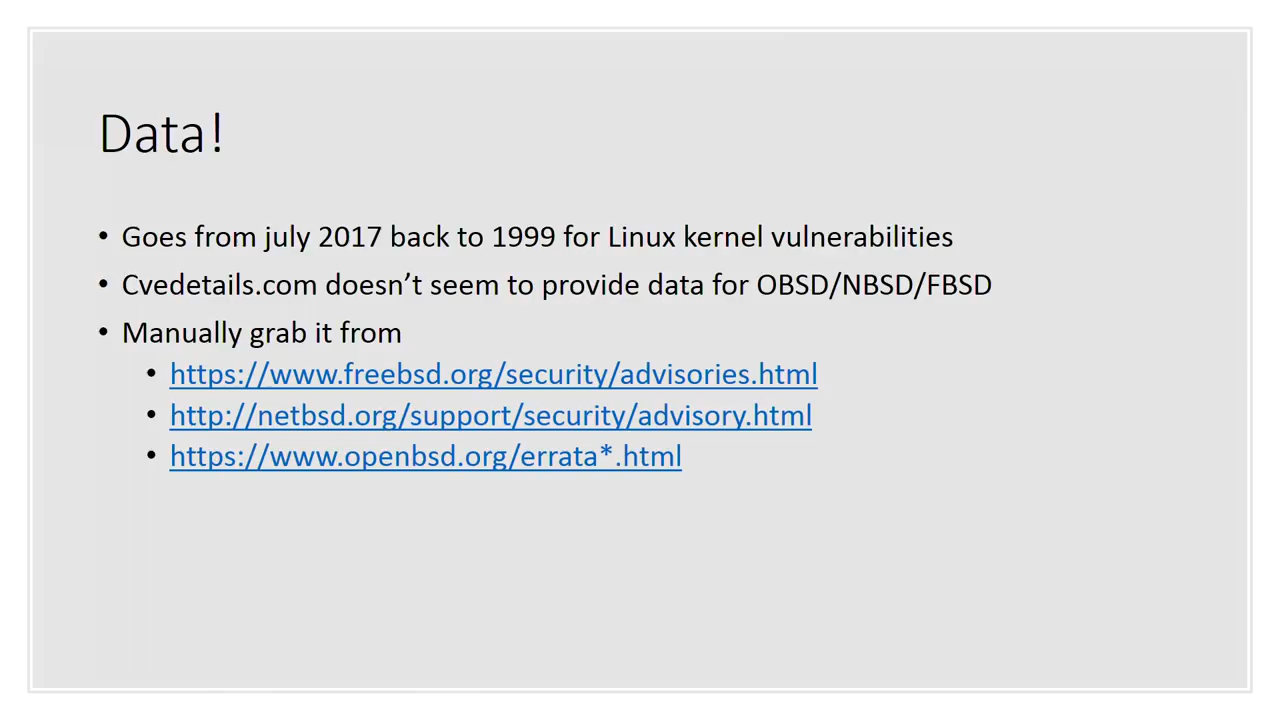 Data!
• Goes from july 2017 back to 1999 for Linux kernel vulnerabilities
• Cvedetails.com doesn’t seem to provide data for OBSD/NBSD/FBSD
• Manually grab it from
• https://www.freebsd.org/security/advisories.html
• http://netbsd.org/support/security/advisory.html
• https://www.openbsd.org/errata*.html